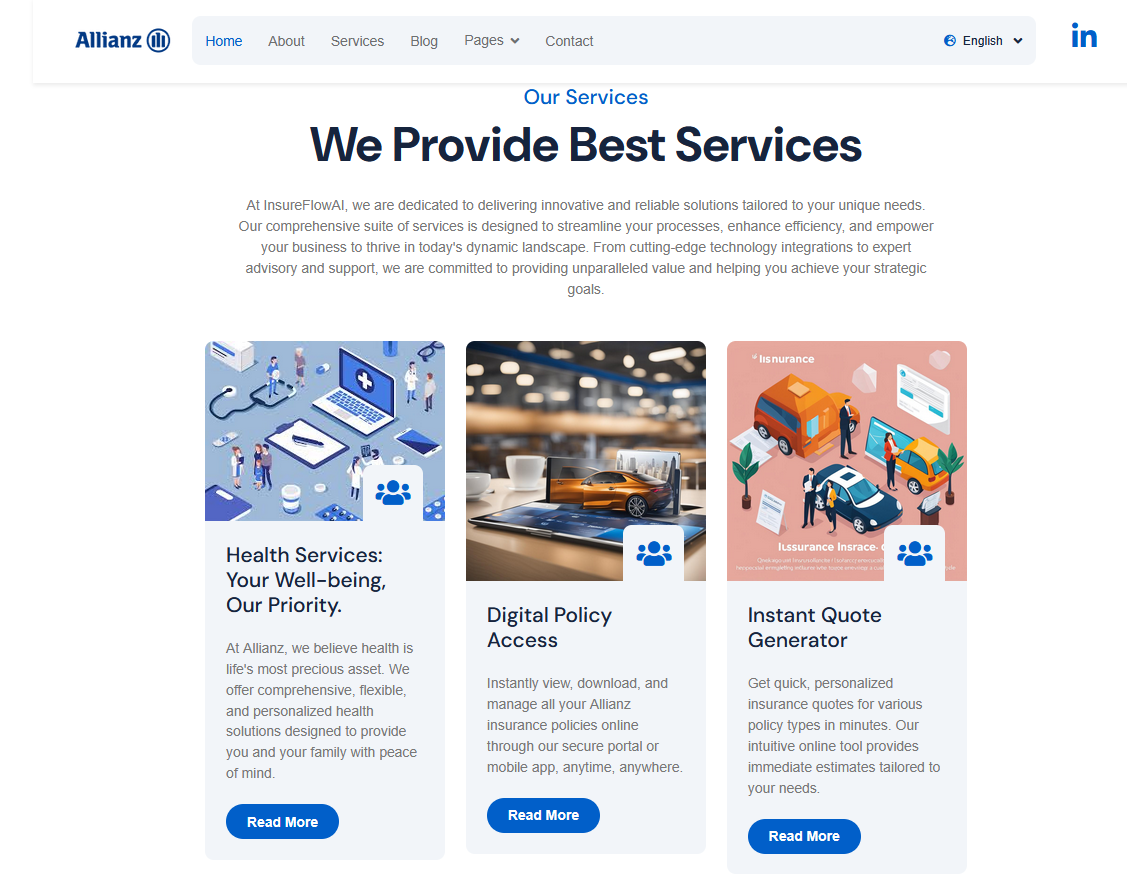 Allianz
Home
About
Services
Blog
Pages
Contact
English
in
Our Services
We Provide Best Services
At InsureFlowAI, we are dedicated to delivering innovative and reliable solutions tailored to your unique needs.
Our comprehensive suite of services is designed to streamline your processes, enhance efficiency, and empower
your business to thrive in today's dynamic landscape. From cutting-edge technology integrations to expert
advisory and support, we are committed to providing unparalleled value and helping you achieve your strategic
goals.
Health Services:
Your Well-being,
Our Priority.
At Allianz, we believe health is
life's most precious asset. We
offer comprehensive, flexible,
and personalized health
solutions designed to provide
you and your family with peace
of mind.
Read More
Digital Policy
Access
Instantly view, download, and
manage all your Allianz
insurance policies online
through our secure portal or
mobile app, anytime, anywhere.
Read More
Iisnurance
ILssurance Insrace·
Instant Quote
Generator
Get quick, personalized
insurance quotes for various
policy types in minutes. Our
intuitive online tool provides
immediate estimates tailored to
your needs.
Read More